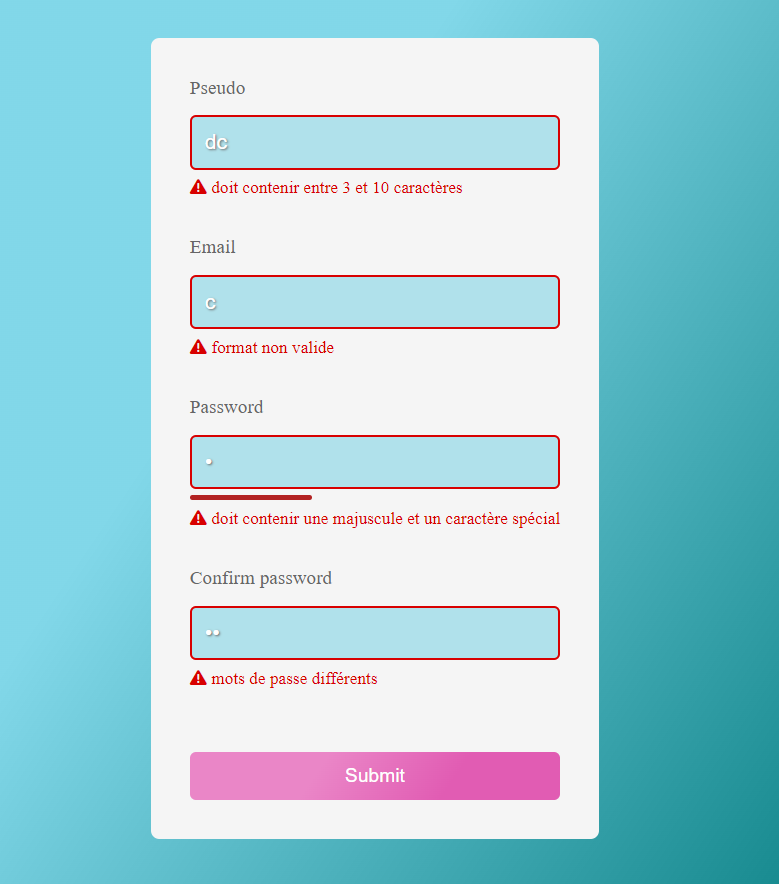 Pseudo
dc
doit contenir entre 3 et 10 caractères
Email
c
format non valide
Password
•
doit contenir une majuscule et un caractère spécial
Confirm password
••
mots de passe différents
Submit